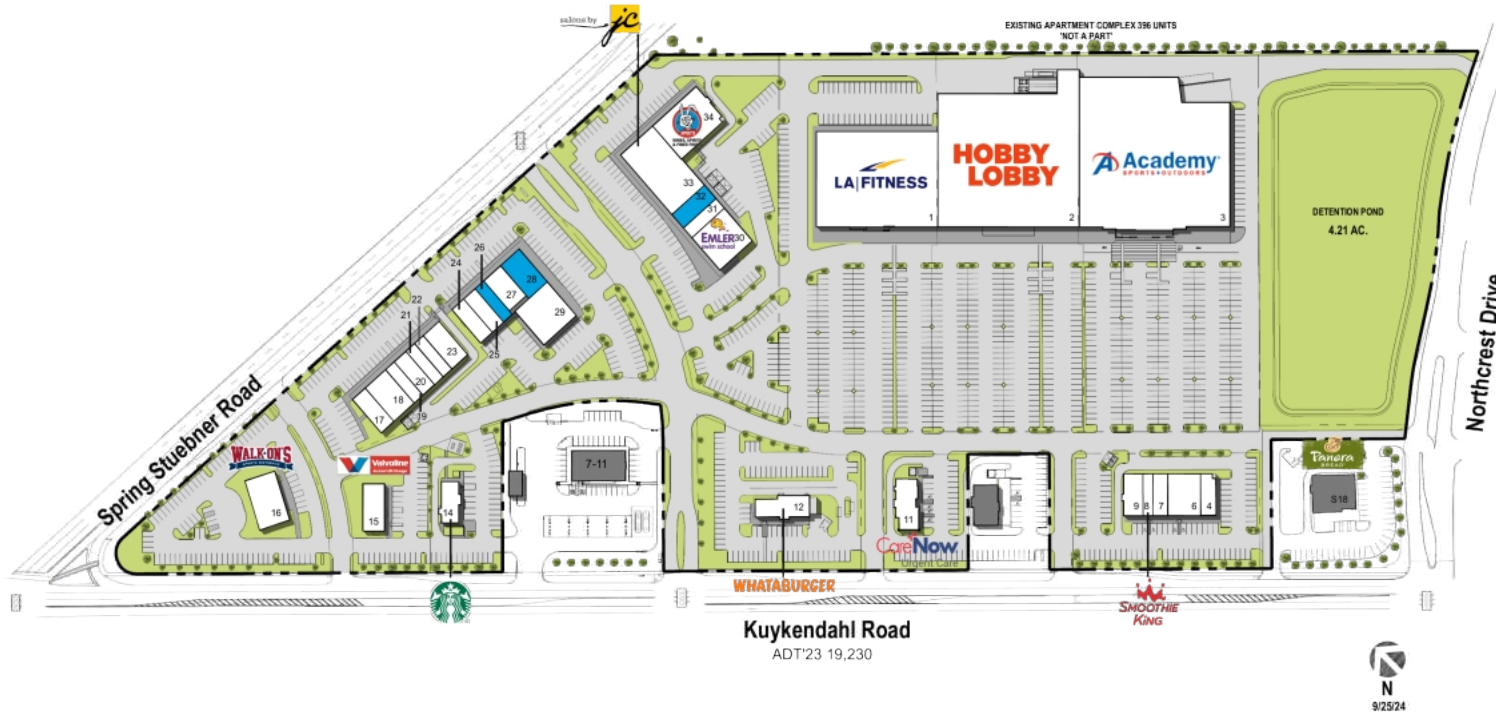 salons by jc
EXISTING APARTMENT COMPLEX 396 UNITS
'NOT A PART'
34
33
32
31
EMLER 30
swim school
LA|FITNESS
1
HOBBY
LOBBY
2
Academy
SPORTS+OUTDOORS
3
DETENTION POND
4.21 AC.
Northcrest Drive
26
24
28
27
29
25
22
21
23
20
18
19
17
Spring Stuebner Road
WALK-ON'S
16
Valvoline
15
14
7-11
12
11
CareNow
Urgent Care
9 8 7 6 4
Panera
BREAD
S18
WHATABURGER
SMOOTHIE
KING
Kuykendahl Road
ADT'23 19,230
N
9/25/24